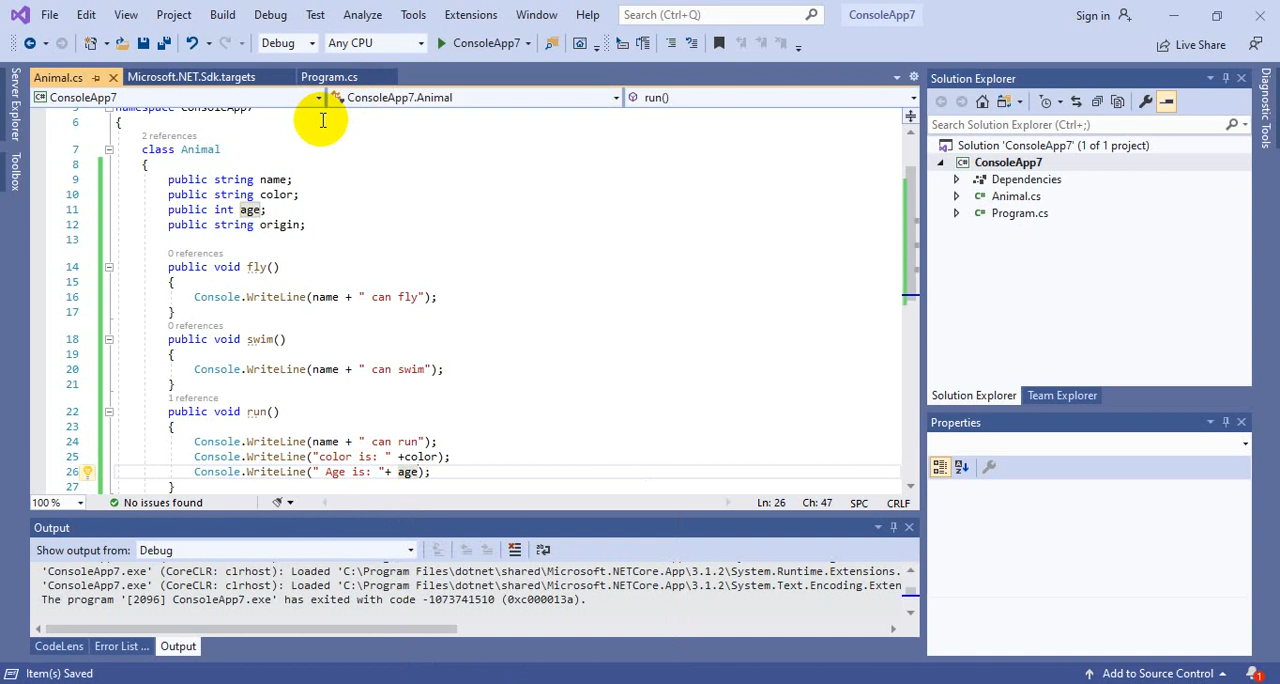 File Edit View Project Build Debug Test Analyze Tools Extensions Window Help Search (Ctrl+Q) ConsoleApp7 Sign in
Debug Any CPU ConsoleApp7 Live Share
Server Explorer
Toolbox
Animal.cs Microsoft.NET.Sdk.targets Program.cs
ConsoleApp7 ConsoleApp7.Animal run()
5 namespace ConsoleApp7
6 {
2 references
7 class Animal
8 {
9 public string name;
10 public string color;
11 public int age;
12 public string origin;
13
0 references
14 public void fly()
15 {
16 Console.WriteLine(name + " can fly");
17 }
0 references
18 public void swim()
19 {
20 Console.WriteLine(name + " can swim");
21 }
1 reference
22 public void run()
23 {
24 Console.WriteLine(name + " can run");
25 Console.WriteLine("color is: " +color);
26 Console.WriteLine(" Age is: "+ age);
27 }
100 % No issues found Ln: 26 Ch: 47 SPC CRLF
Output
Show output from: Debug
'ConsoleApp7.exe' (CoreCLR: clrhost): Loaded 'C:\Program Files\dotnet\shared\Microsoft.NETCore.App\3.1.2\System.Runtime.Extensions.
'ConsoleApp7.exe' (CoreCLR: clrhost): Loaded 'C:\Program Files\dotnet\shared\Microsoft.NETCore.App\3.1.2\System.Text.Encoding.Exten
The program '[2096] ConsoleApp7.exe' has exited with code -1073741510 (0xc000013a).
CodeLens Error List ... Output
Item(s) Saved Add to Source Control 1
Solution Explorer
Search Solution Explorer (Ctrl+;)
Solution 'ConsoleApp7' (1 of 1 project)
C# ConsoleApp7
Dependencies
C# Animal.cs
C# Program.cs
Solution Explorer Team Explorer
Properties
Diagnostic Tools